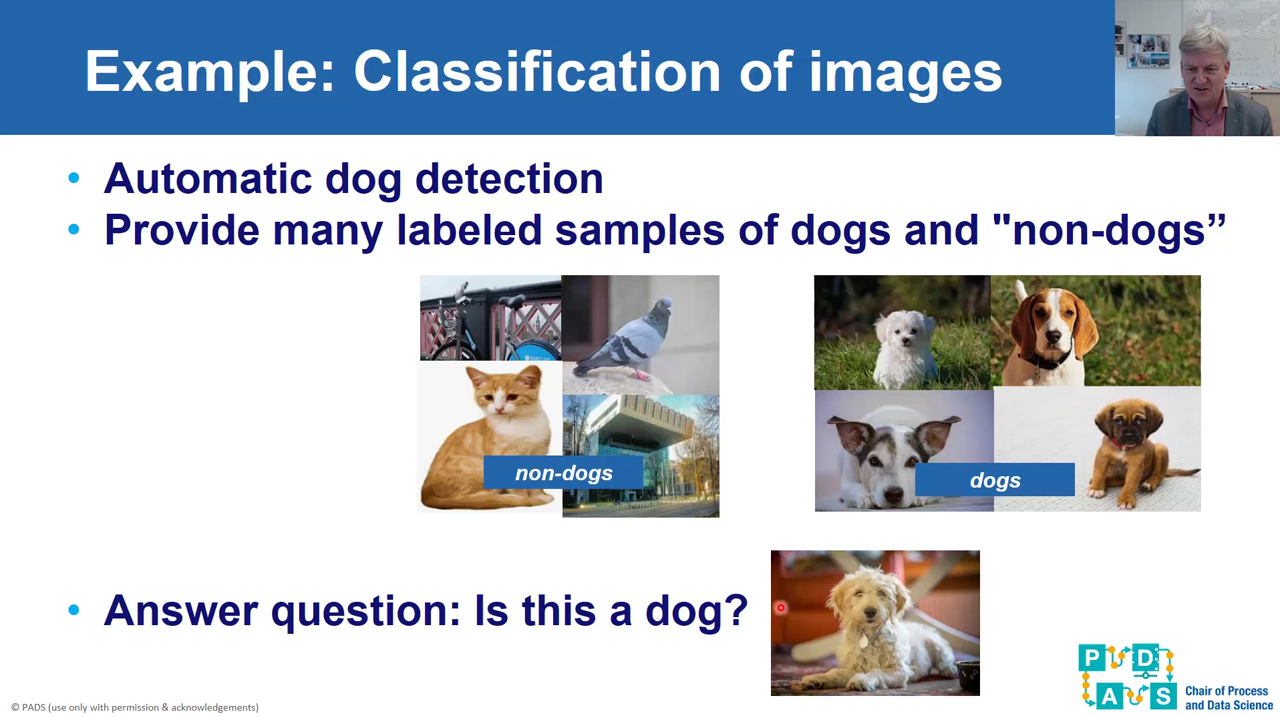 Example: Classification of images
• Automatic dog detection
• Provide many labeled samples of dogs and "non-dogs”
non-dogs
dogs
• Answer question: Is this a dog?
P D
A S
Chair of Process
and Data Science
© PADS (use only with permission & acknowledgements)